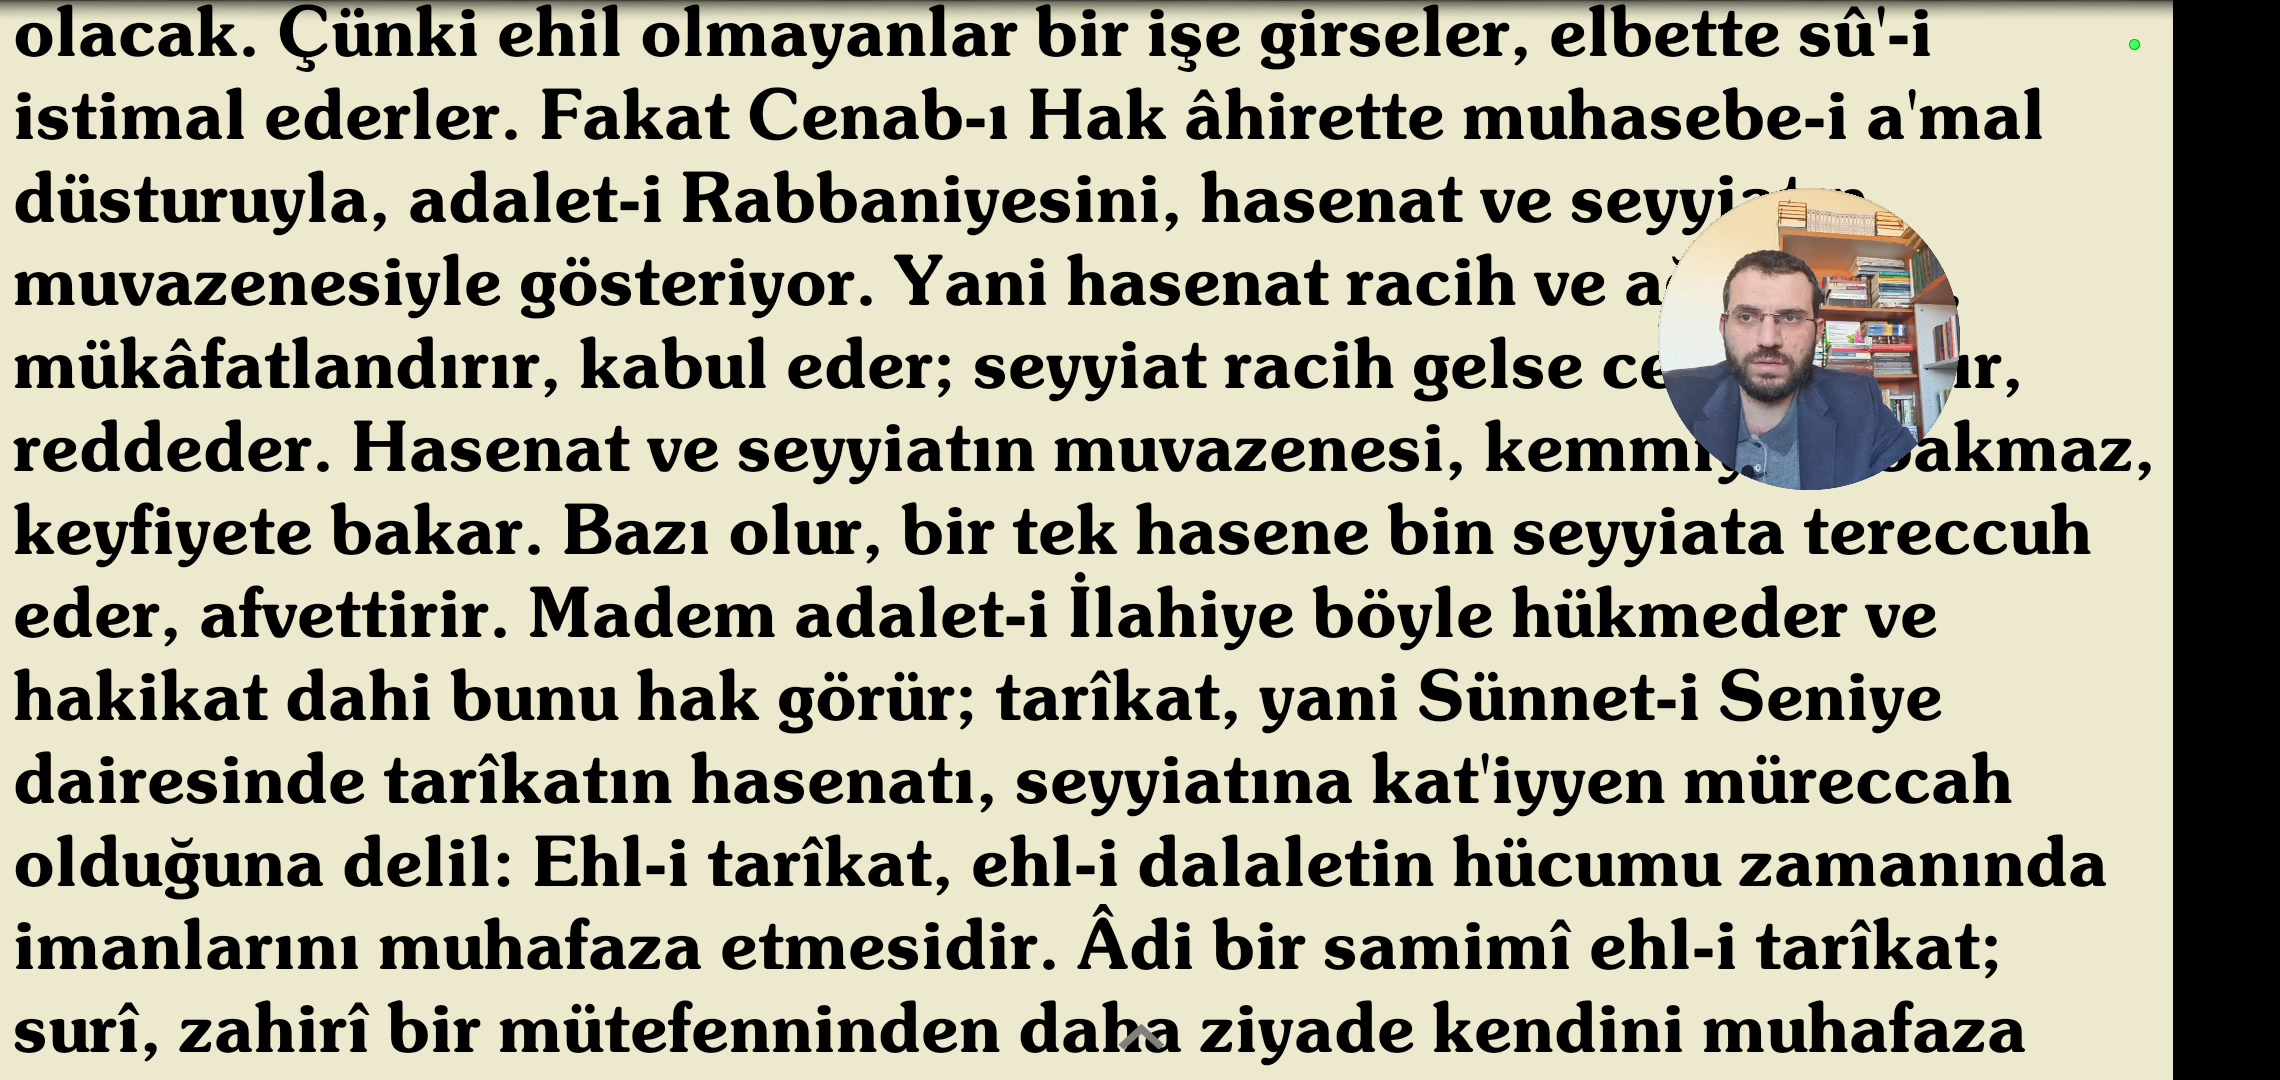 olacak. Çünki ehil olmayanlar bir işe girseler, elbette sû'-i
istimal ederler. Fakat Cenab-ı Hak âhirette muhasebe-i a'mal
düsturuyla, adalet-i Rabbaniyesini, hasenat ve
muvazenesiyle gösteriyor. Yani hasenat racih ve
mükâfatlandırır, kabul eder; seyyiat racih gelse
reddeder. Hasenat ve seyyiatın muvazenesi, bakmaz,
keyfiyete bakar. Bazı olur, bir tek hasene bin seyyiata tereccuh
eder, afvettirir. Madem adalet-i İlahiye böyle hükmeder ve
hakikat dahi bunu hak görür; tarîkat, yani Sünnet-i Seniye
dairesinde tarîkatın hasenatı, seyyiatına kat'iyyen müreccah
olduğuna delil: Ehl-i tarîkat, ehl-i dalaletin hücumu zamanında
imanlarını muhafaza etmesidir. Âdi bir samimî ehl-i tarîkat;
surî, zahirî bir mütefenninden daha ziyade kendini muhafaza